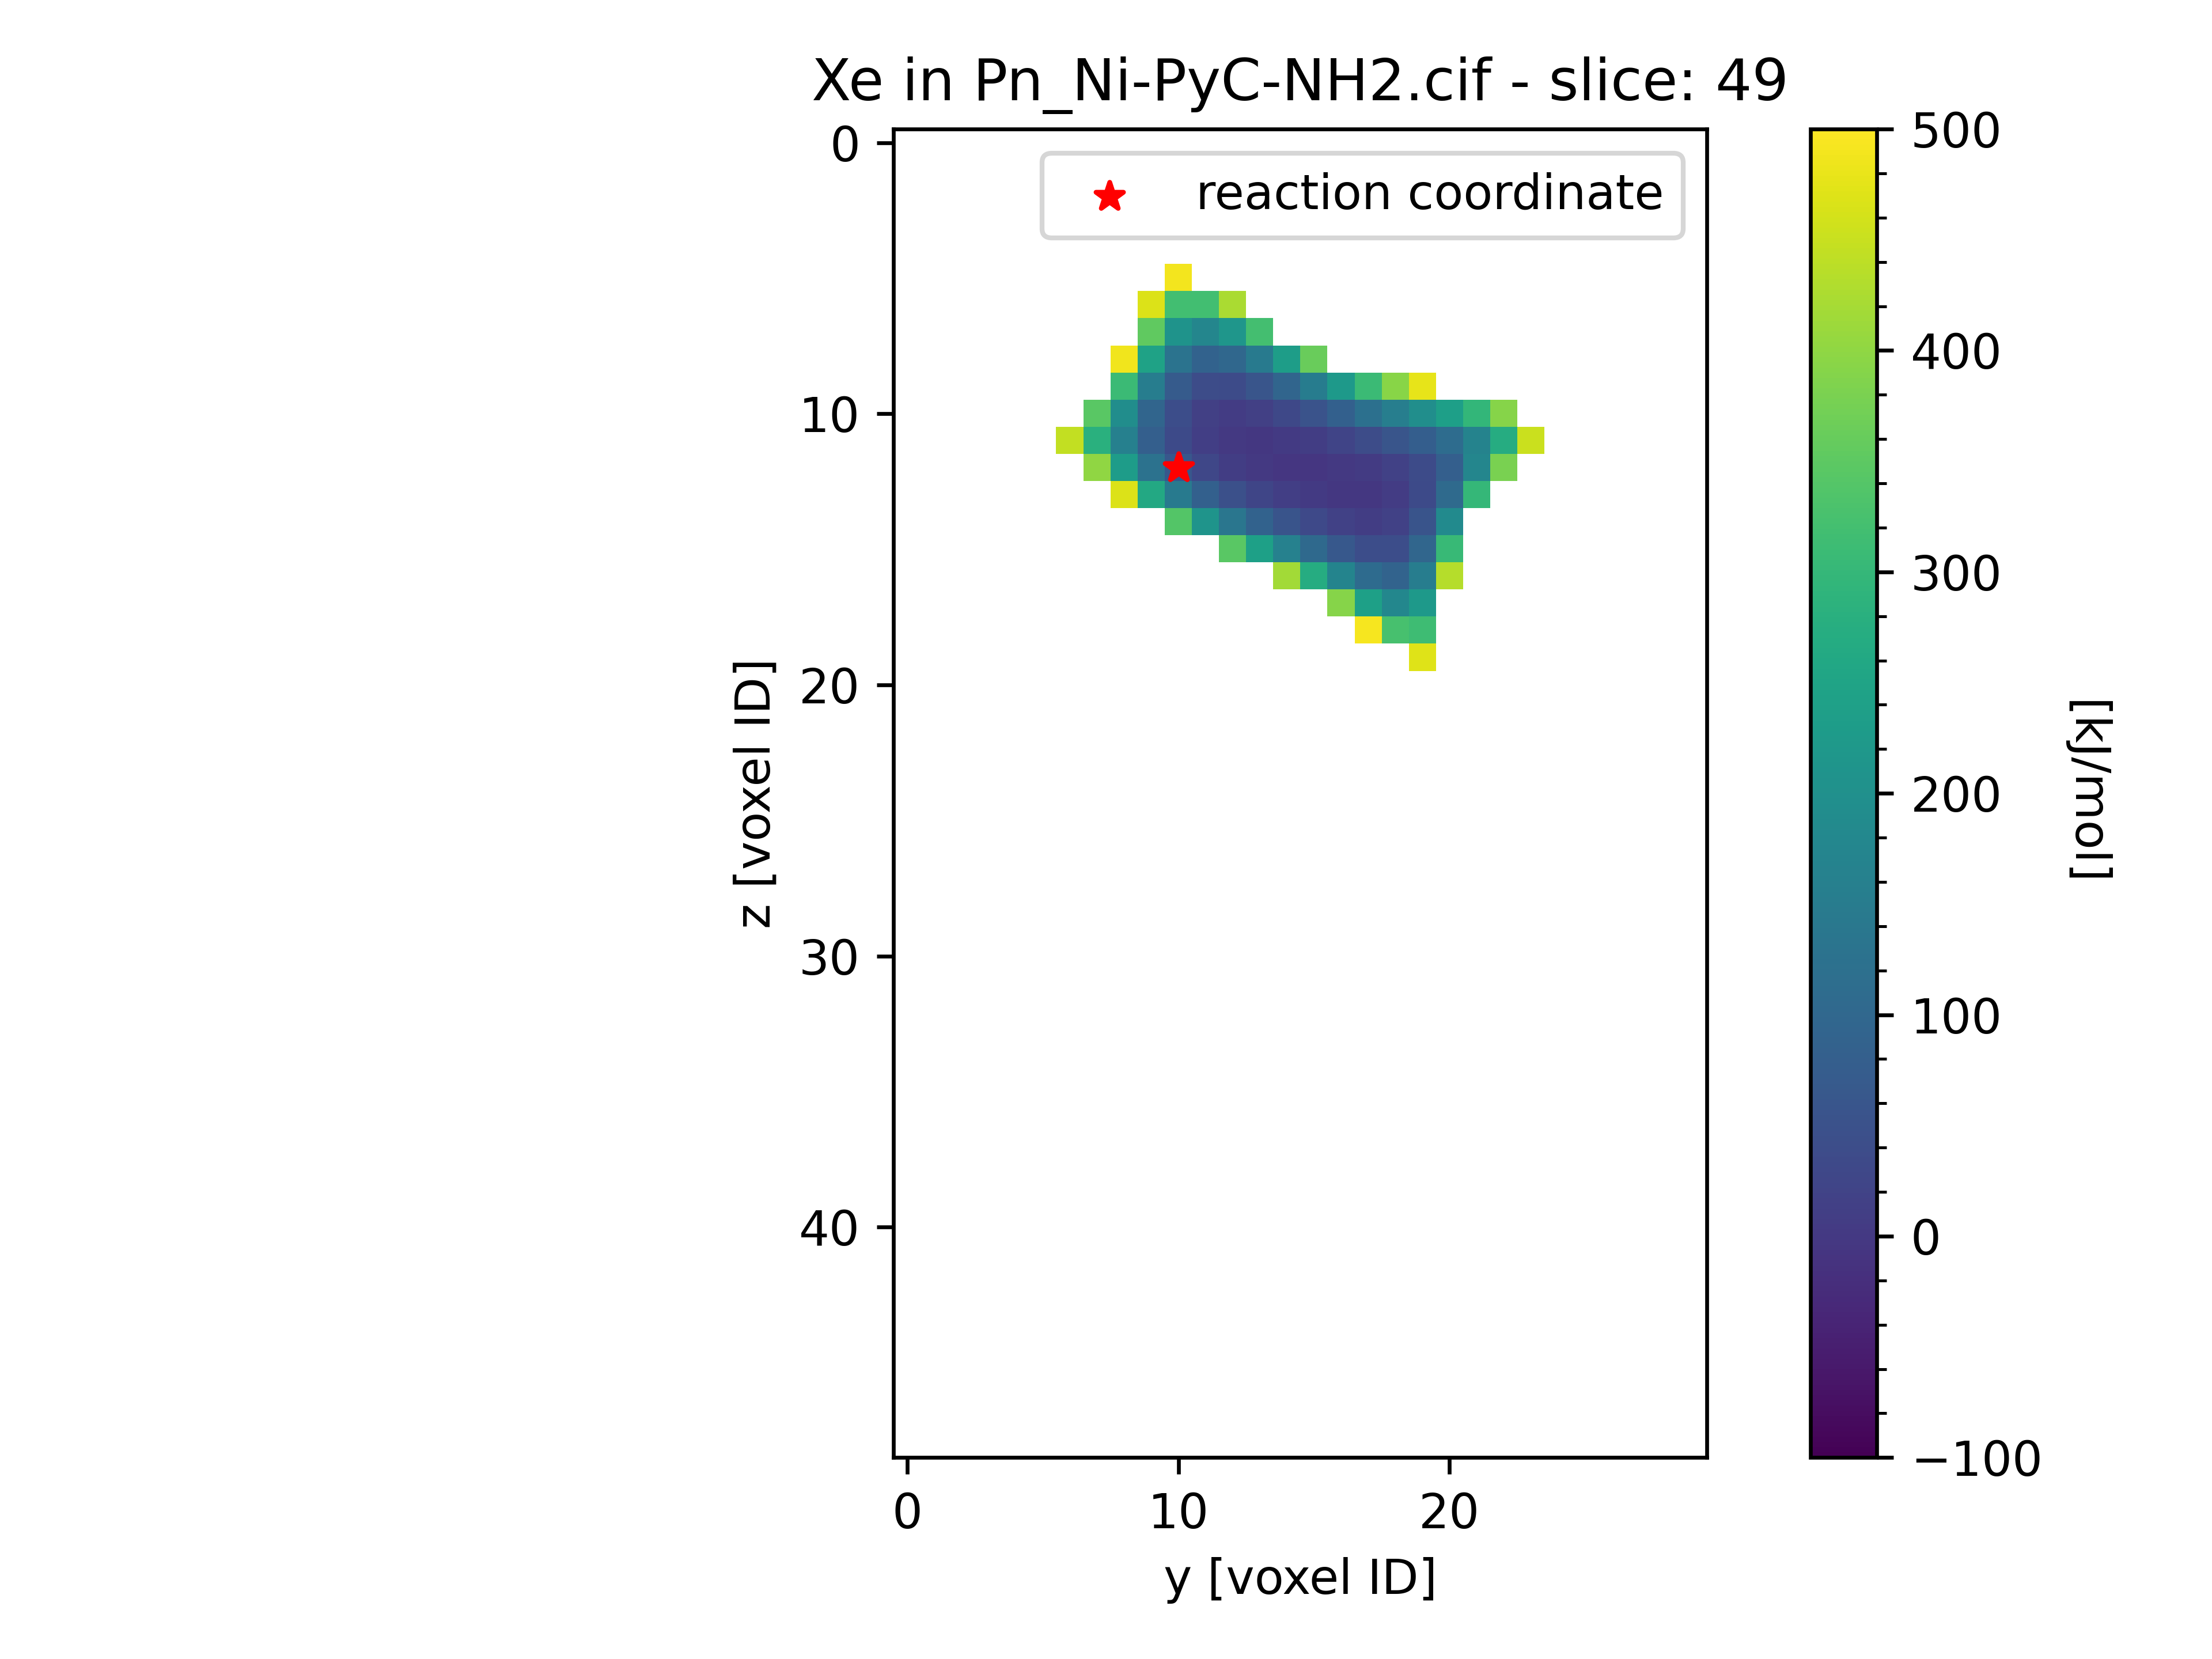 Xe in Pn_Ni-PyC-NH2.cif - slice: 49
reaction coordinate
0
10
20
30
40
z [voxel ID]
0 10 20
y [voxel ID]
500
400
300
200
100
0
−100
[kJ/mol]